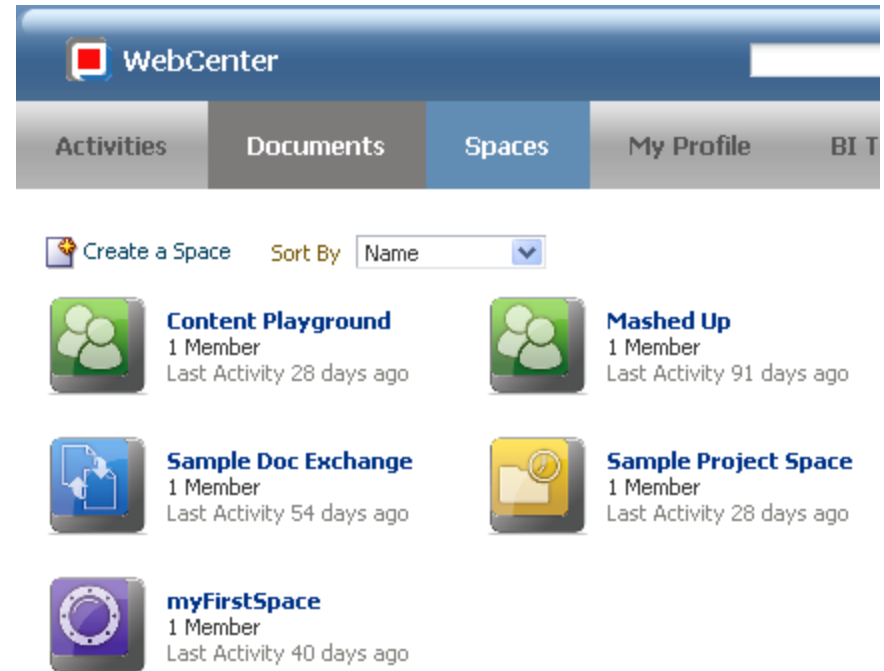 WebCenter
Activities Documents Spaces My Profile BI T
Create a Space Sort By Name
Content Playground
1 Member
Last Activity 28 days ago
Mashed Up
1 Member
Last Activity 91 days ago
Sample Doc Exchange
1 Member
Last Activity 54 days ago
Sample Project Space
1 Member
Last Activity 28 days ago
myFirstSpace
1 Member
Last Activity 40 days ago